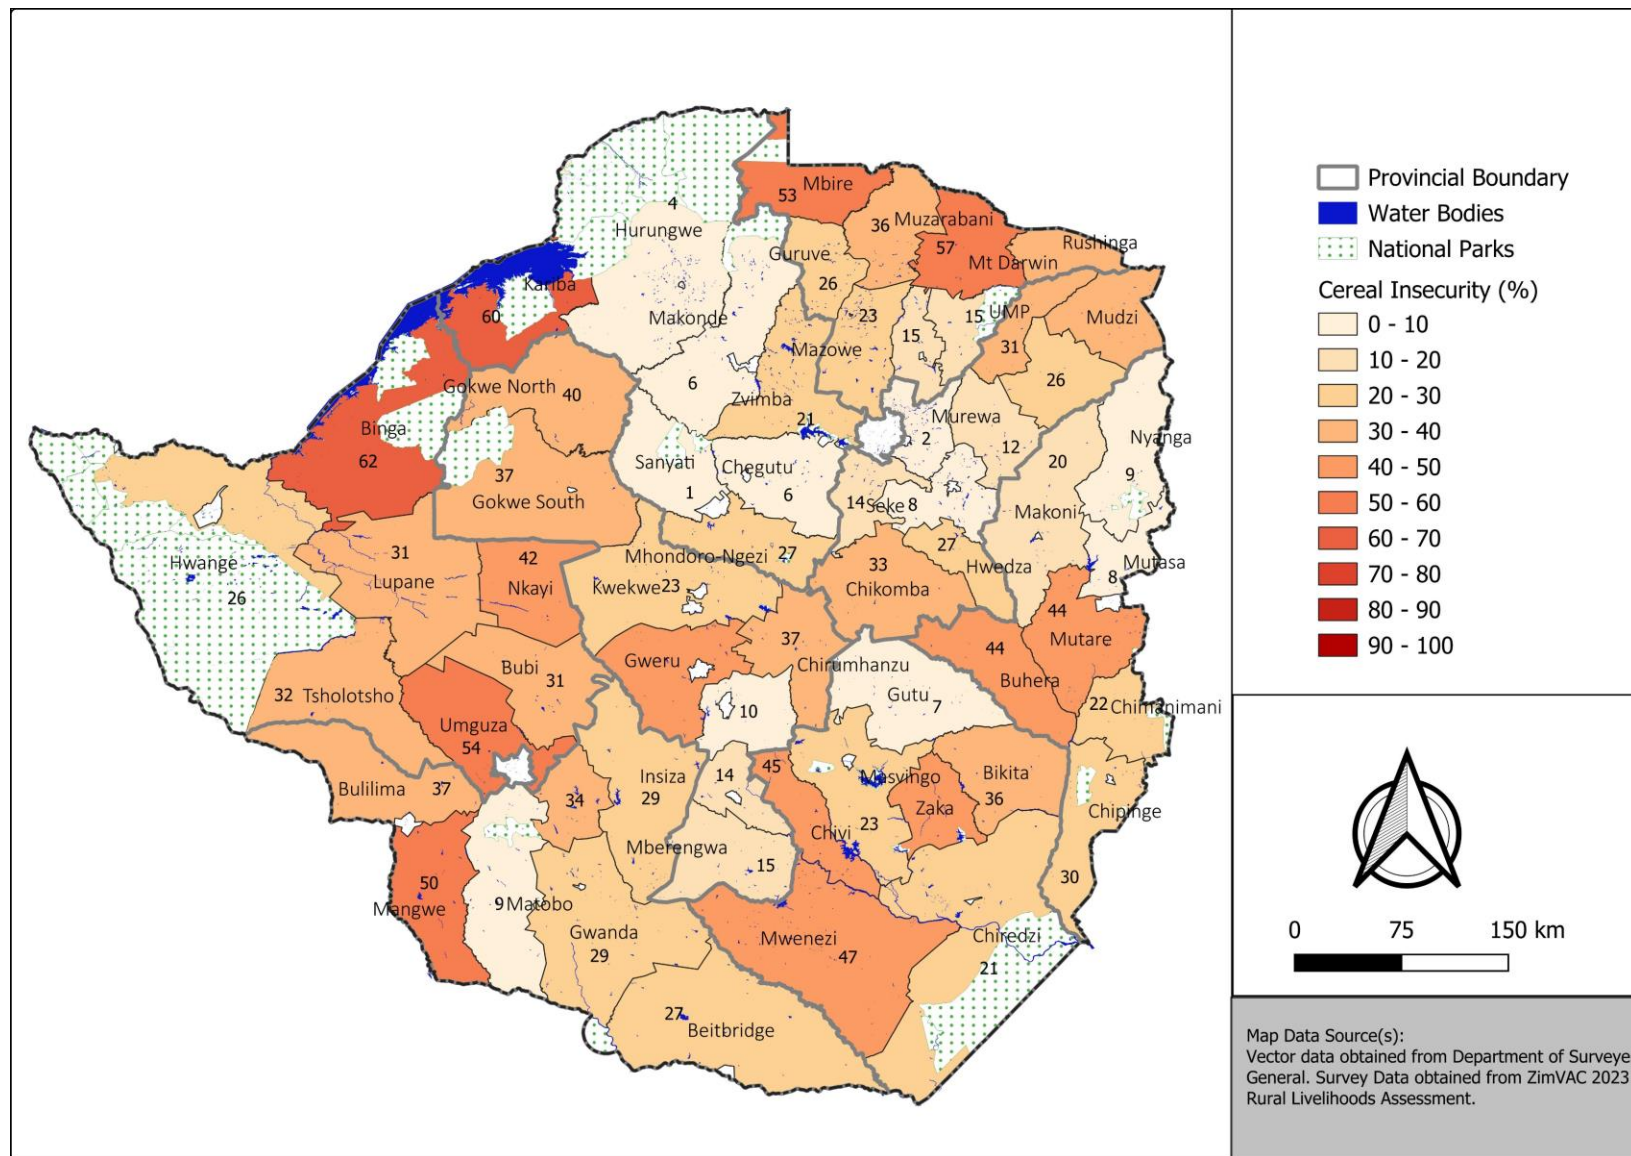 Mbire
53
4
Muzarabani
36
Hurungwe
Rushinga
57
Guruve
Mt Darwin
26
Kariba
60
Makonde
23
15
15
UMP
Mudzi
31
Mazowe
26
Gokwe North
6
40
Zvimba
21
Murewa
2
Nyanga
Binga
12
62
Sanyati
Chegutu
20
9
37
1
6
14
Seke
8
Gokwe South
Makoni
31
42
Mhondoro-Ngezi
27
27
Hwange
Lupane
Nkayi
Kwekwe
23
33
Hwedza
Mutasa
8
26
Chikomba
44
37
44
Mutare
Gweru
Chirumhanzu
Bubi
31
Buhera
32
Tsholotsho
Gutu
7
22
Chimanimani
10
Umguza
54
45
14
Insiza
29
Masvingo
Bikita
Bulilima
37
34
Zaka
36
Chipinge
Chivi
23
Mberengwa
15
50
30
Mangwe
9
Matobo
Gwanda
29
Mwenezi
47
Chiredzi
21
27
Beitbridge
Provincial Boundary
Water Bodies
National Parks
Cereal Insecurity (%)
0 - 10
10 - 20
20 - 30
30 - 40
40 - 50
50 - 60
60 - 70
70 - 80
80 - 90
90 - 100
0 75 150 km
Map Data Source(s):
Vector data obtained from Department of Surveye
General. Survey Data obtained from ZimVAC 2023
Rural Livelihoods Assessment.